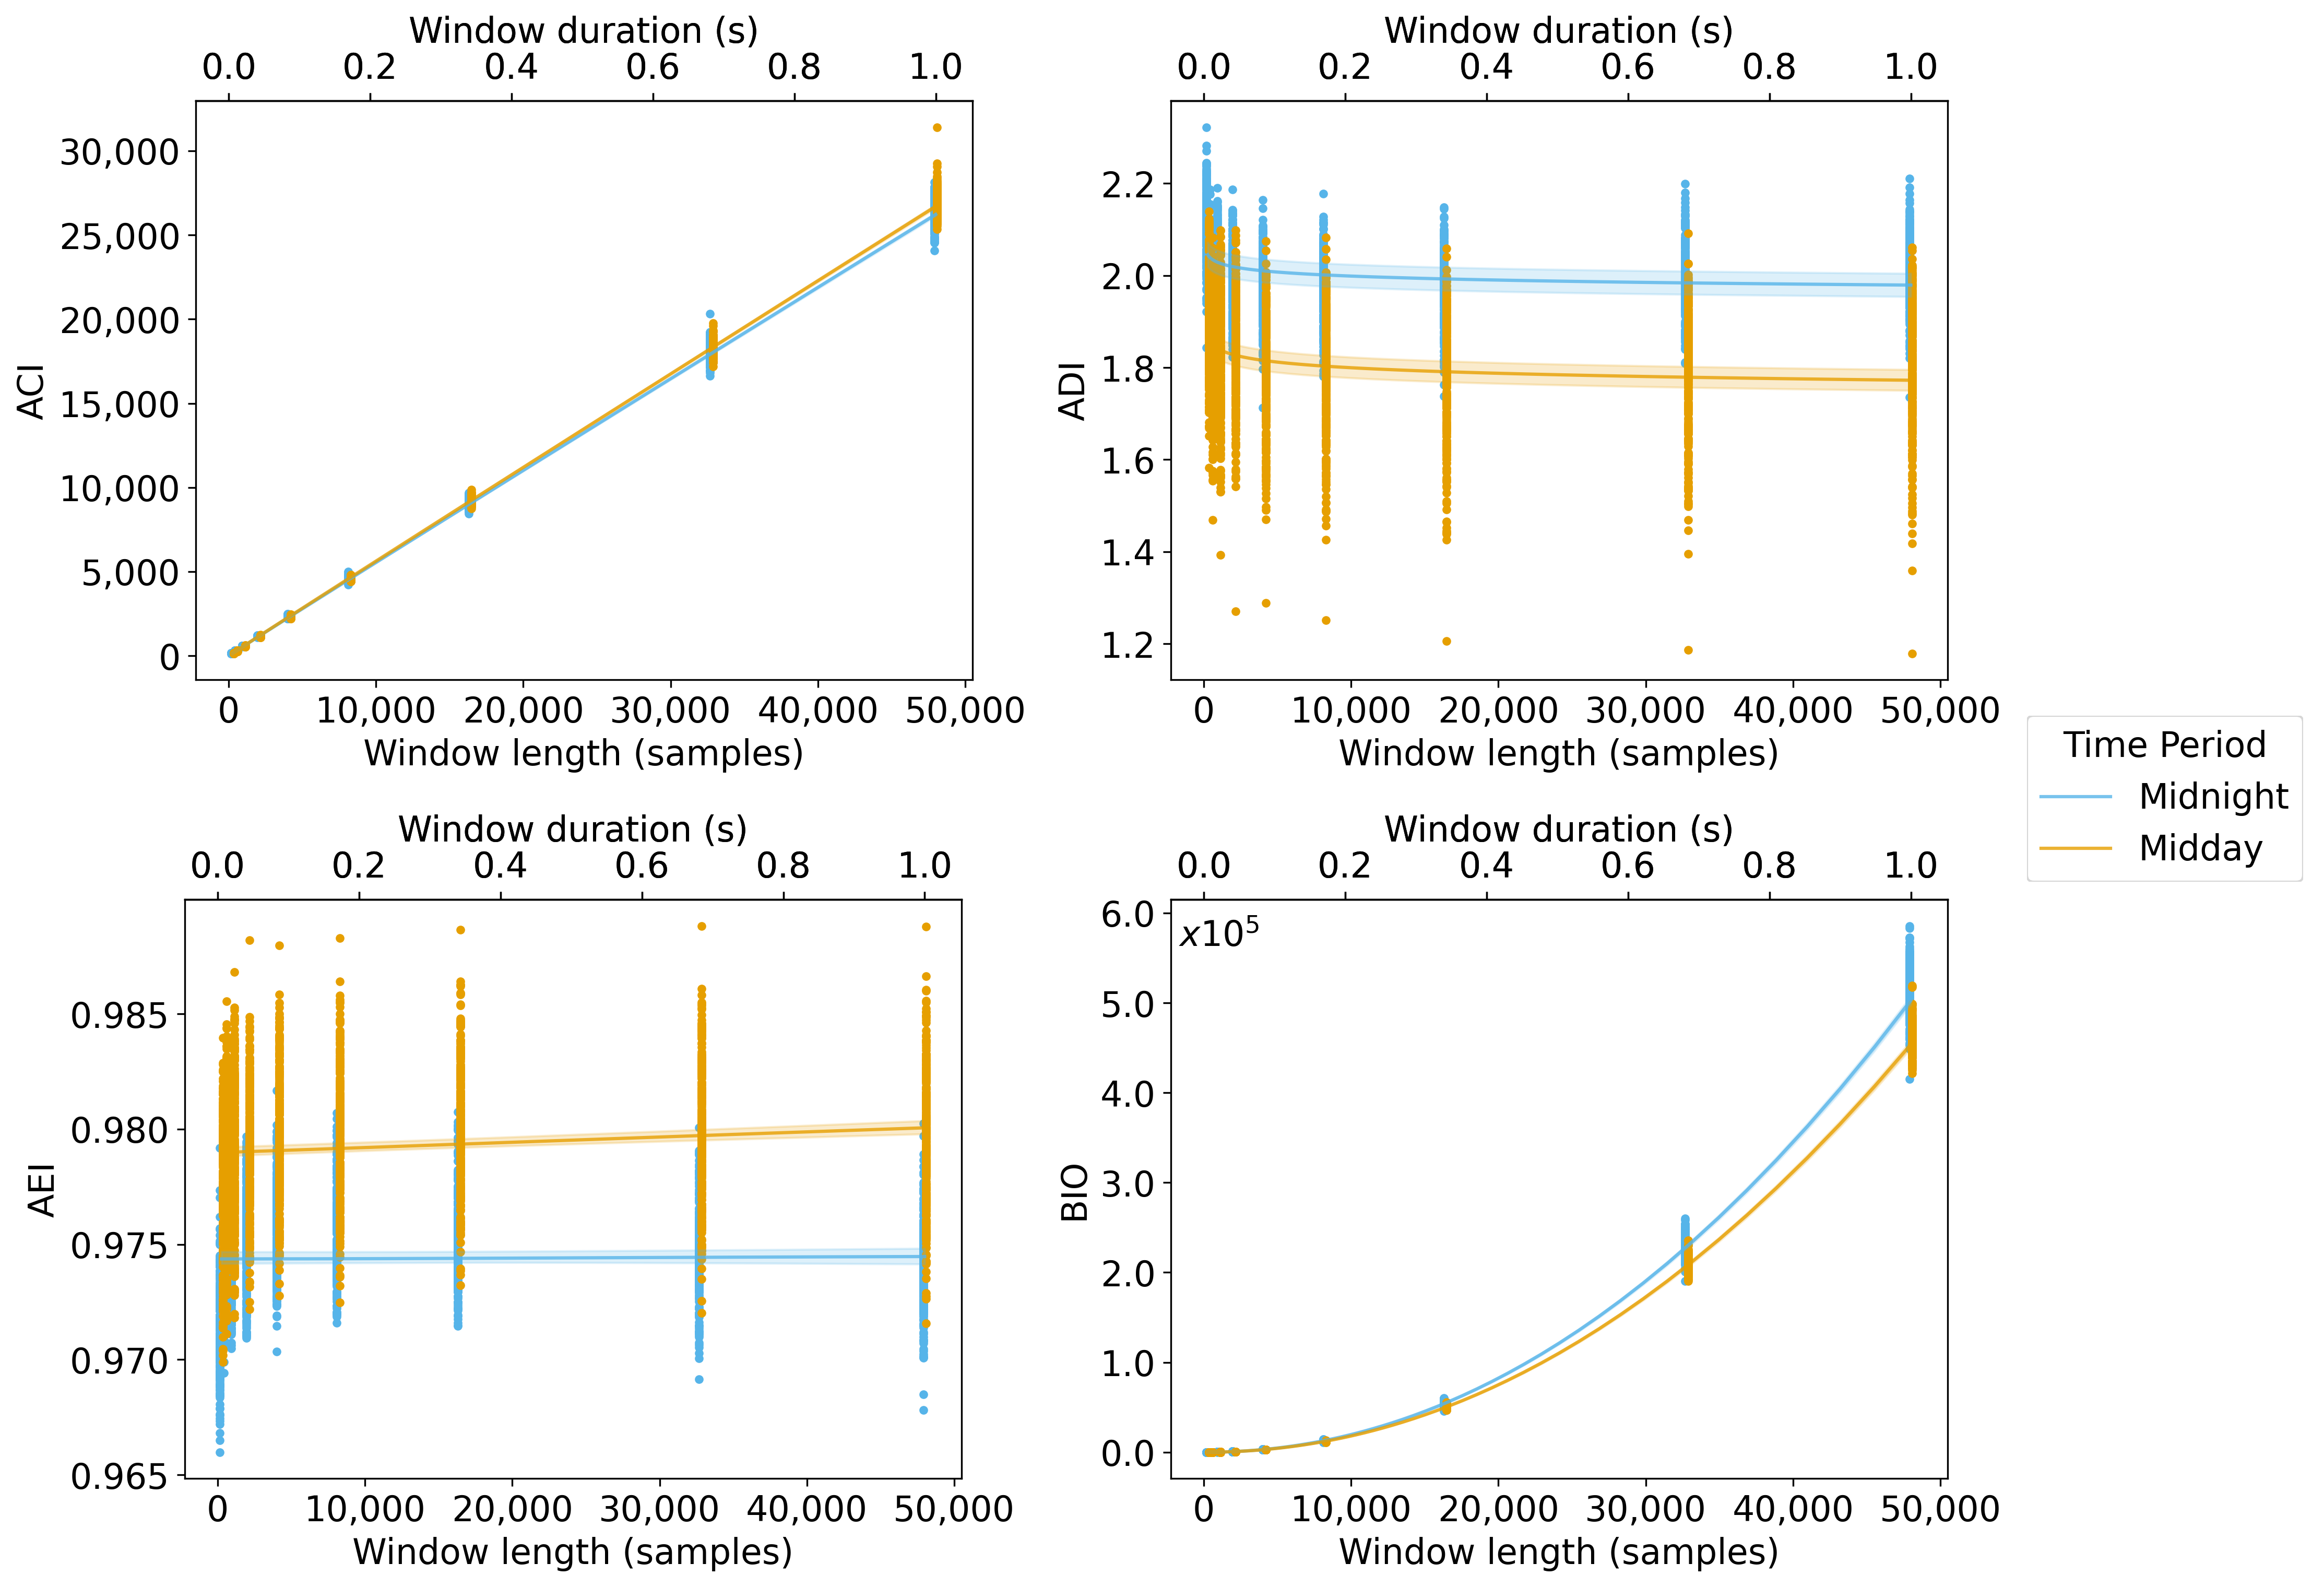 Window duration (s)
0.0 0.2 0.4 0.6 0.8 1.0
30,000
25,000
20,000
15,000
10,000
5,000
0
ACI
0 10,000 20,000 30,000 40,000 50,000
Window length (samples)
Window duration (s)
0.0 0.2 0.4 0.6 0.8 1.0
2.2
2.0
1.8
1.6
1.4
1.2
ADI
0 10,000 20,000 30,000 40,000 50,000
Window length (samples)
Time Period
Midnight
Midday
Window duration (s)
0.0 0.2 0.4 0.6 0.8 1.0
0.985
0.980
0.975
0.970
0.965
AEI
0 10,000 20,000 30,000 40,000 50,000
Window length (samples)
Window duration (s)
0.0 0.2 0.4 0.6 0.8 1.0
x10⁵
6.0
5.0
4.0
3.0
2.0
1.0
0.0
BIO
0 10,000 20,000 30,000 40,000 50,000
Window length (samples)